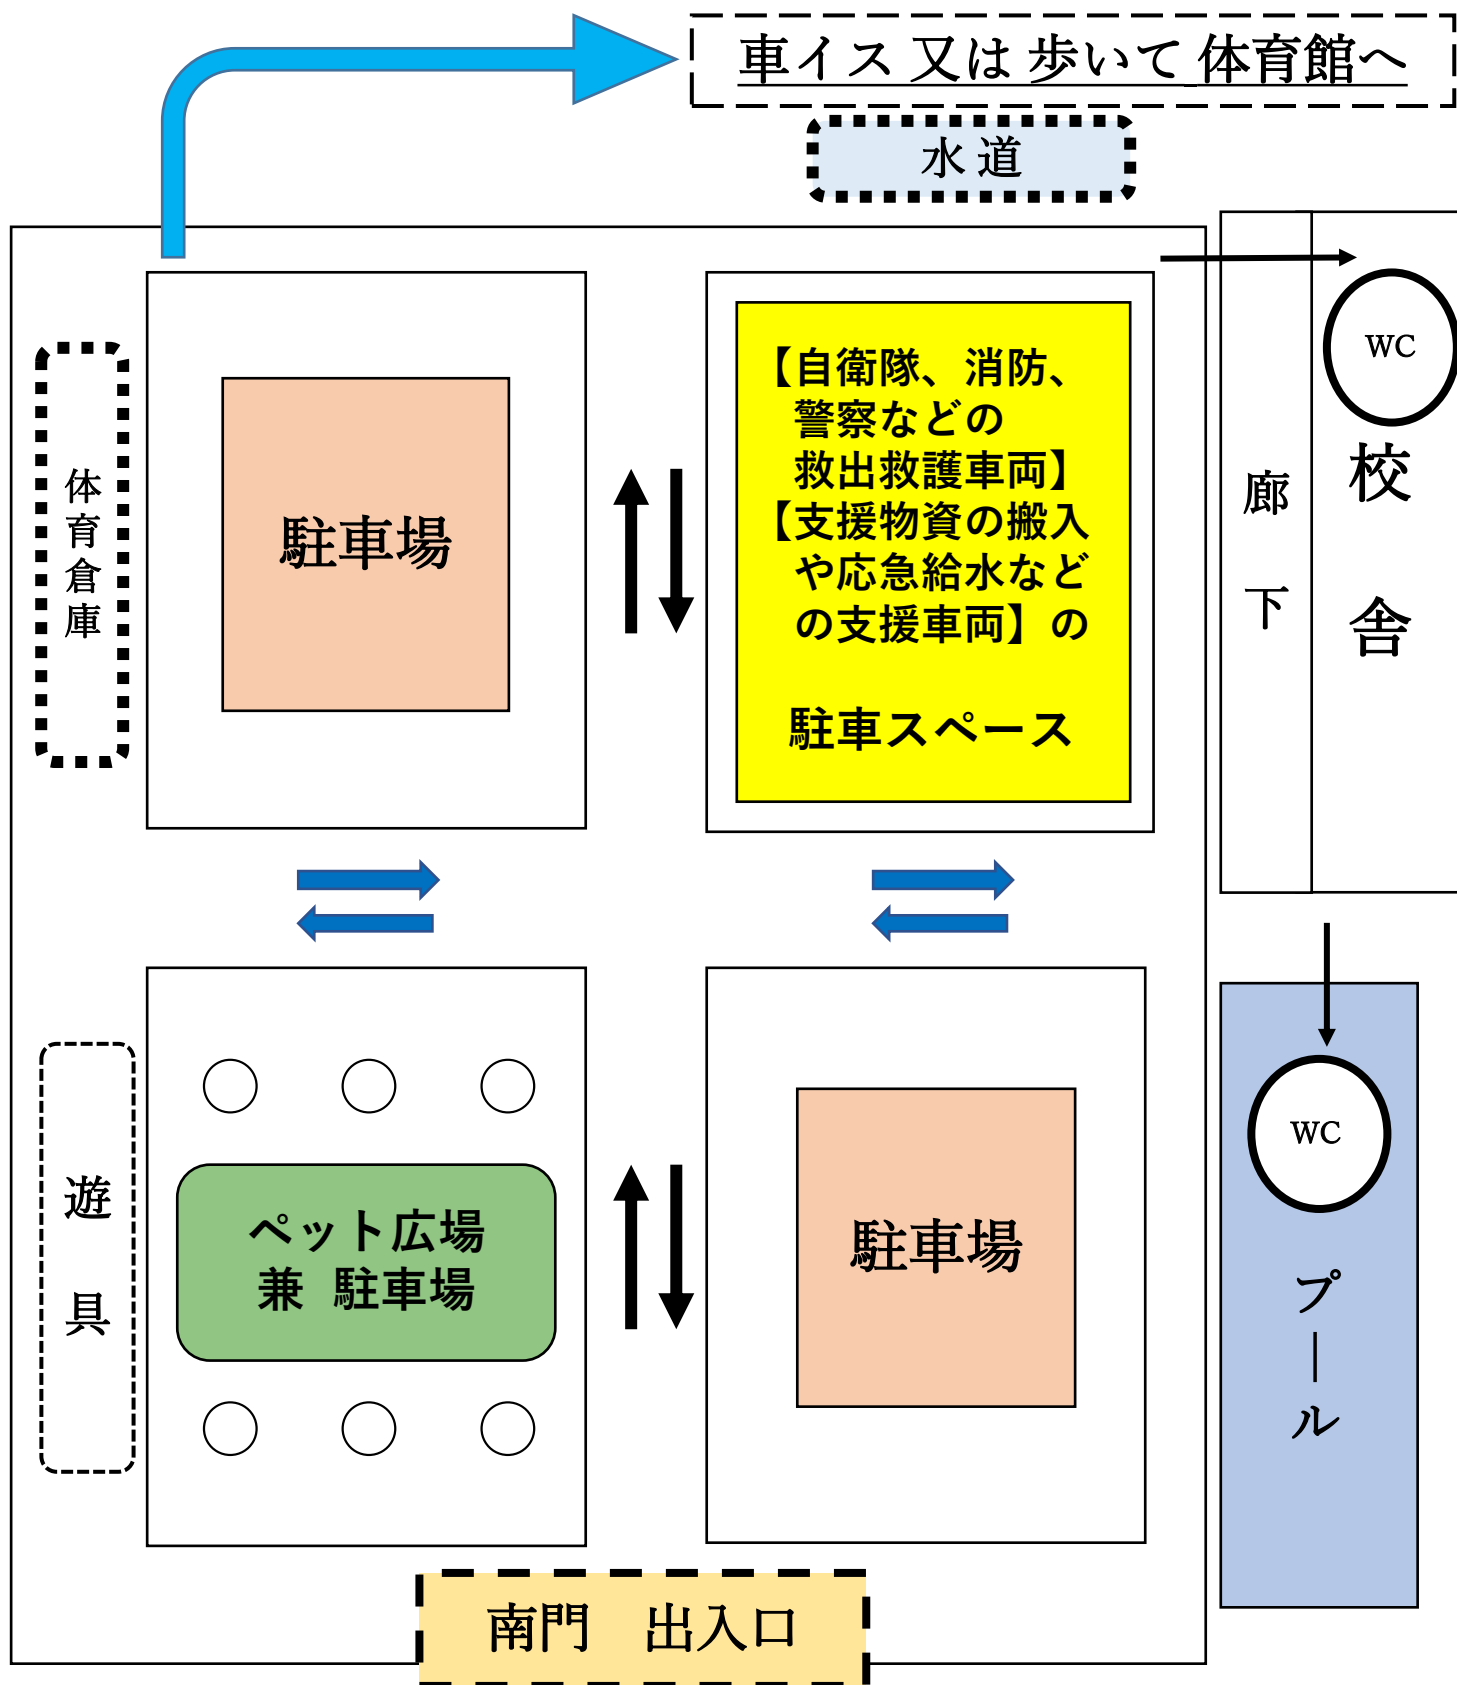 車イス 又は 歩いて 体育館へ
水道
WC
校舎
廊下
体育倉庫
駐車場
【自衛隊、消防、
警察などの
救出救護車両】
【支援物資の搬入
や応急給水など
の支援車両】の
駐車スペース
遊具
ペット広場
兼 駐車場
駐車場
WC
プール
南門 出入口